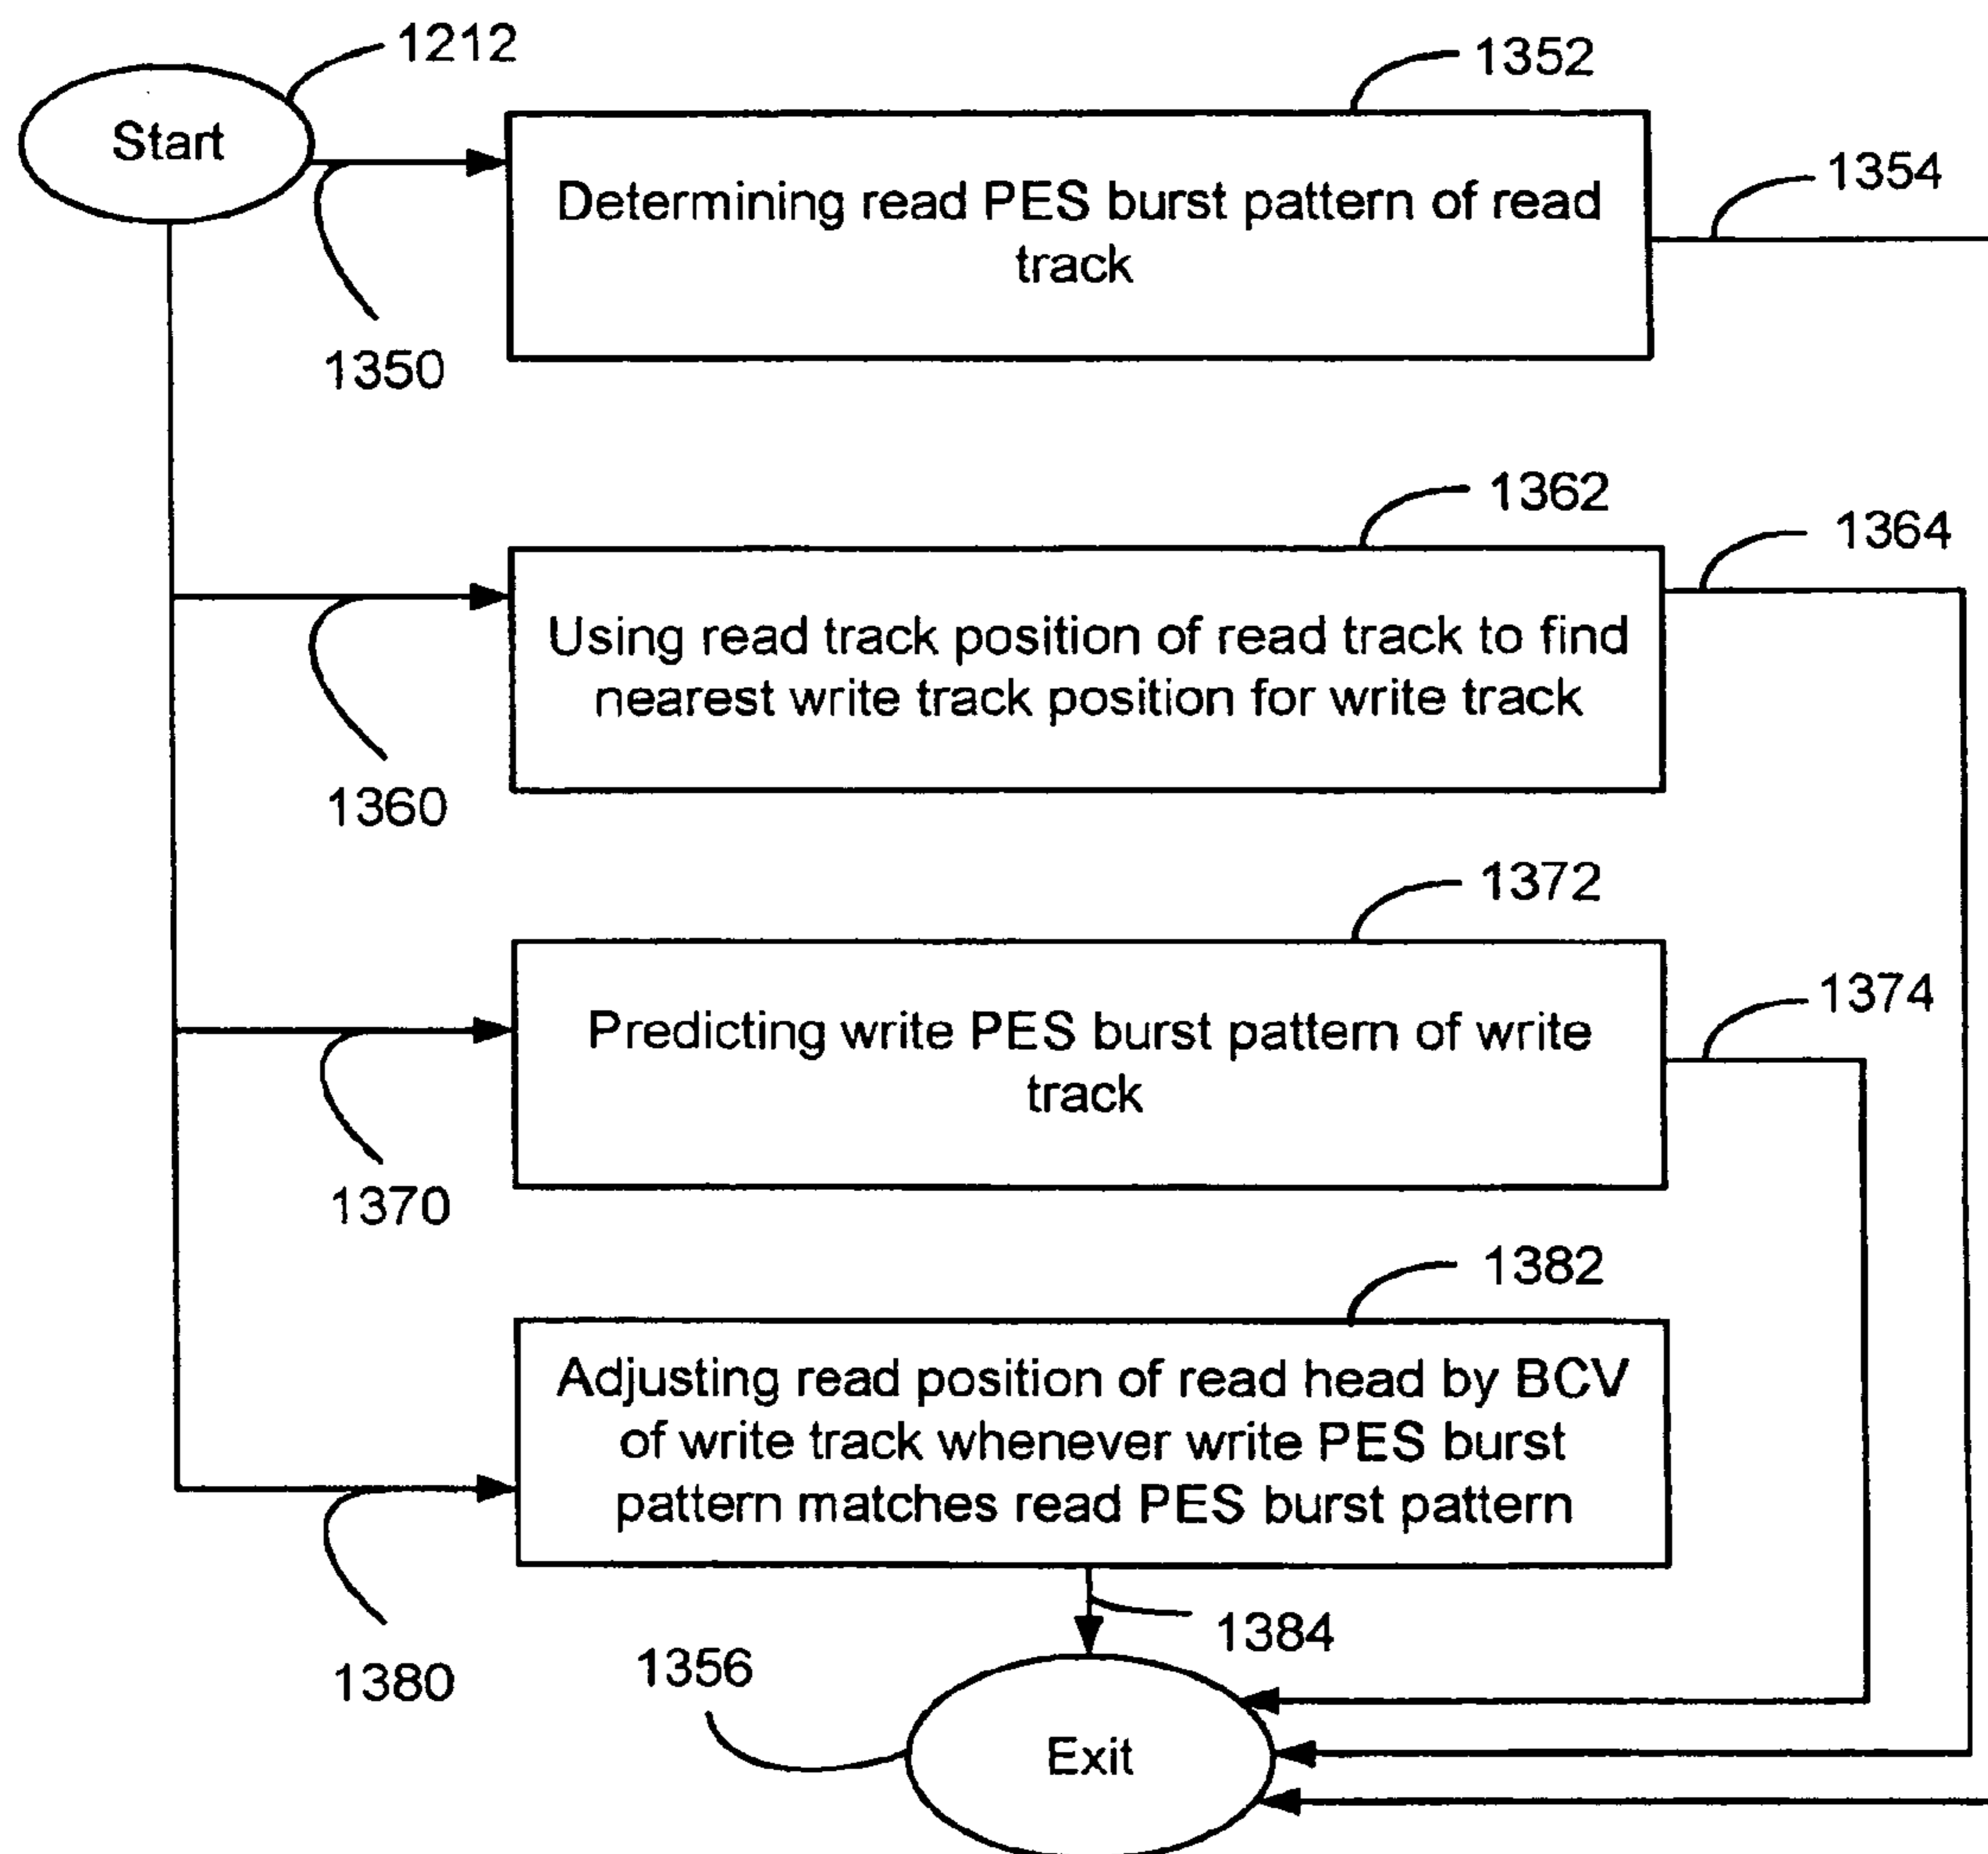 1212
Start
1352
1354
Determining read PES burst pattern of read
track
1350
1362
1364
Using read track position of read track to find
nearest write track position for write track
1360
1372
1374
Predicting write PES burst pattern of write
track
1370
1382
Adjusting read position of read head by BCV
of write track whenever write PES burst
pattern matches read PES burst pattern
1384
1380
1356
Exit